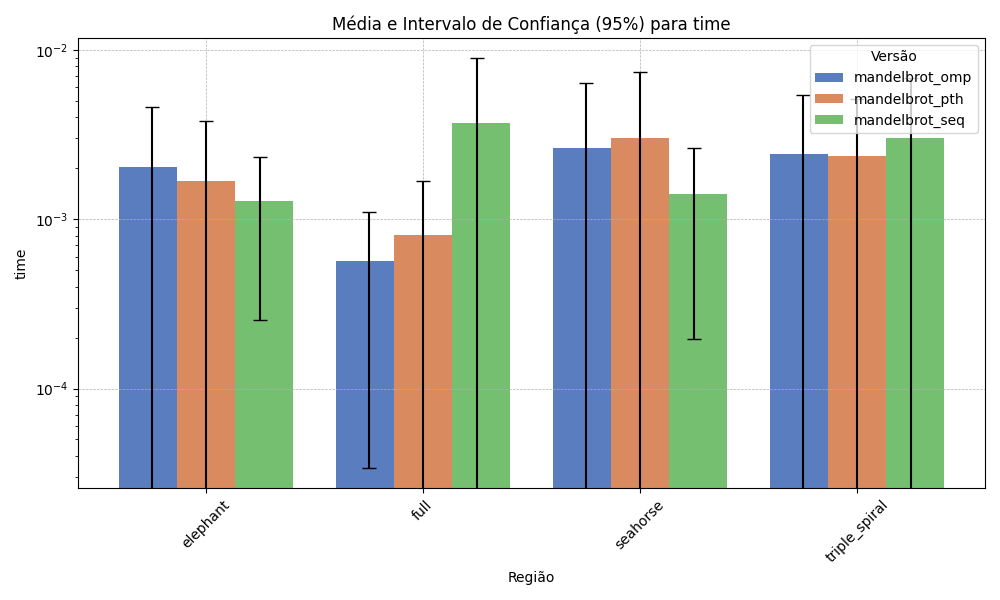 Média e Intervalo de Confiança (95%) para time
10⁻²
10⁻³
10⁻⁴
time
Versão
mandelbrot_omp
mandelbrot_pth
mandelbrot_seq
elephant
full
seahorse
triple_spiral
Região